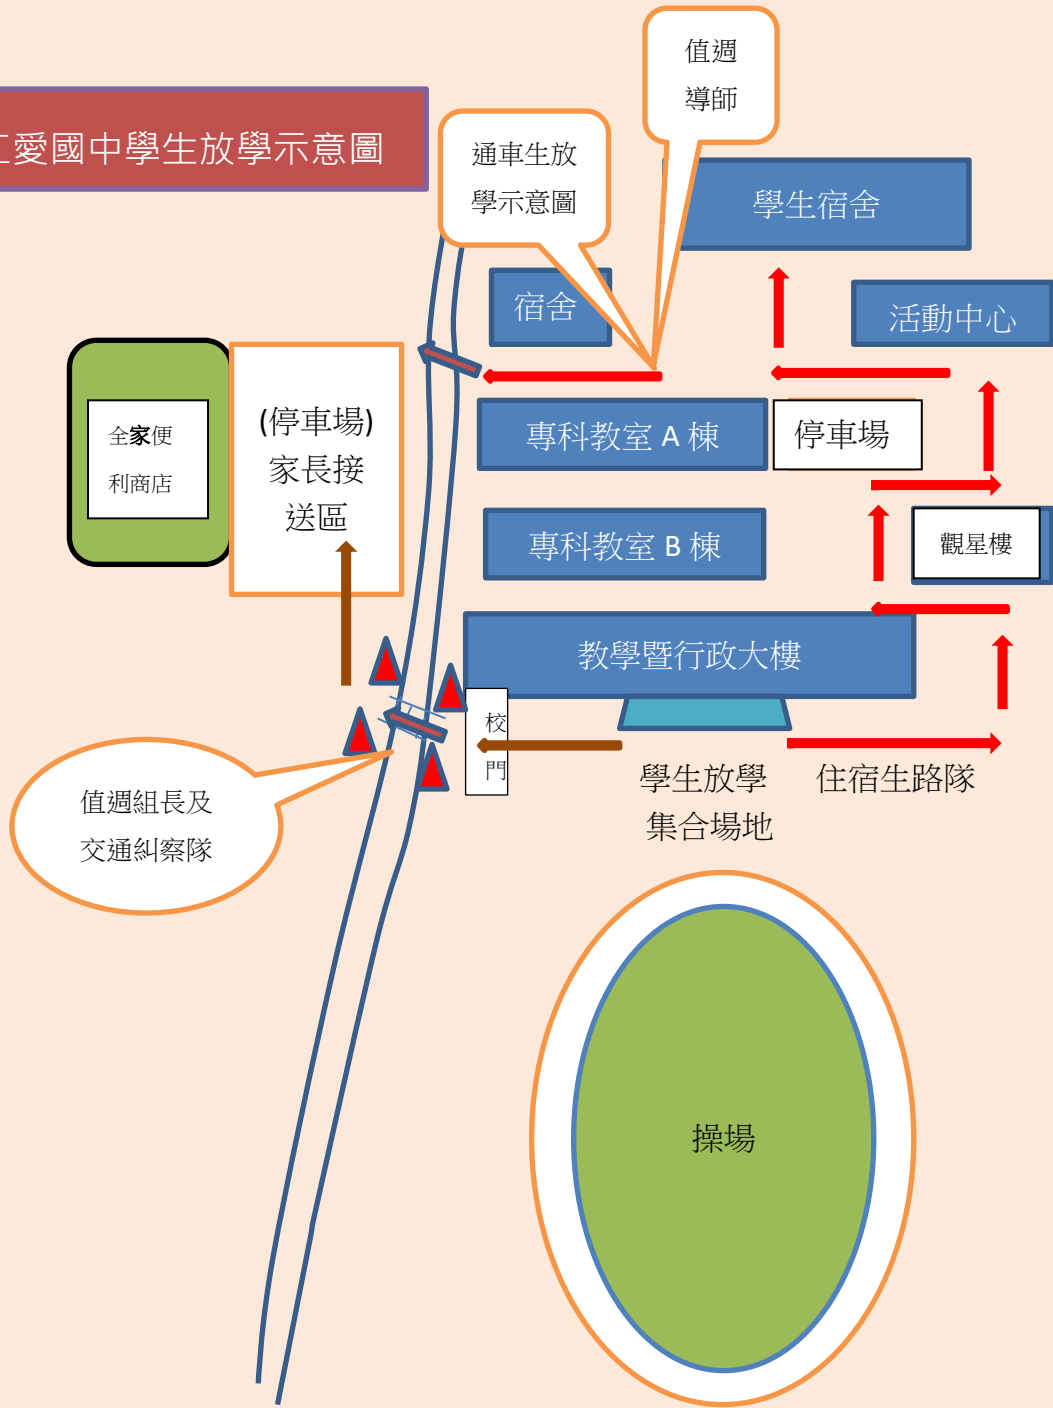 值週
導師
愛國中學生放學示意圖
通車生放
學示意圖
學生宿舍
宿舍
活動中心
全家便
利商店
(停車場)
家長接
送區
專科教室 A 棟
停車場
專科教室 B 棟
觀星樓
教學暨行政大樓
校
門
學生放學
集合場地
住宿生路隊
值週組長及
交通糾察隊
操場